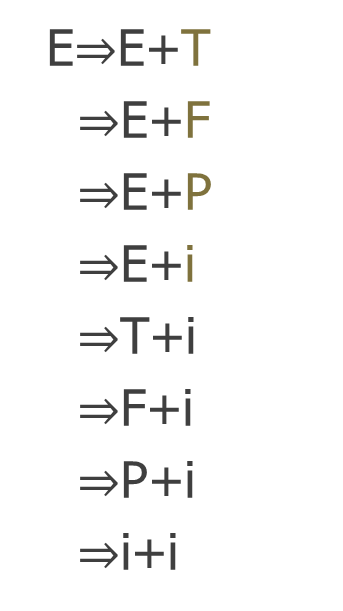 E⇒E+T
⇒E+F
⇒E+P
⇒E+i
⇒T+i
⇒F+i
⇒P+i
⇒i+i